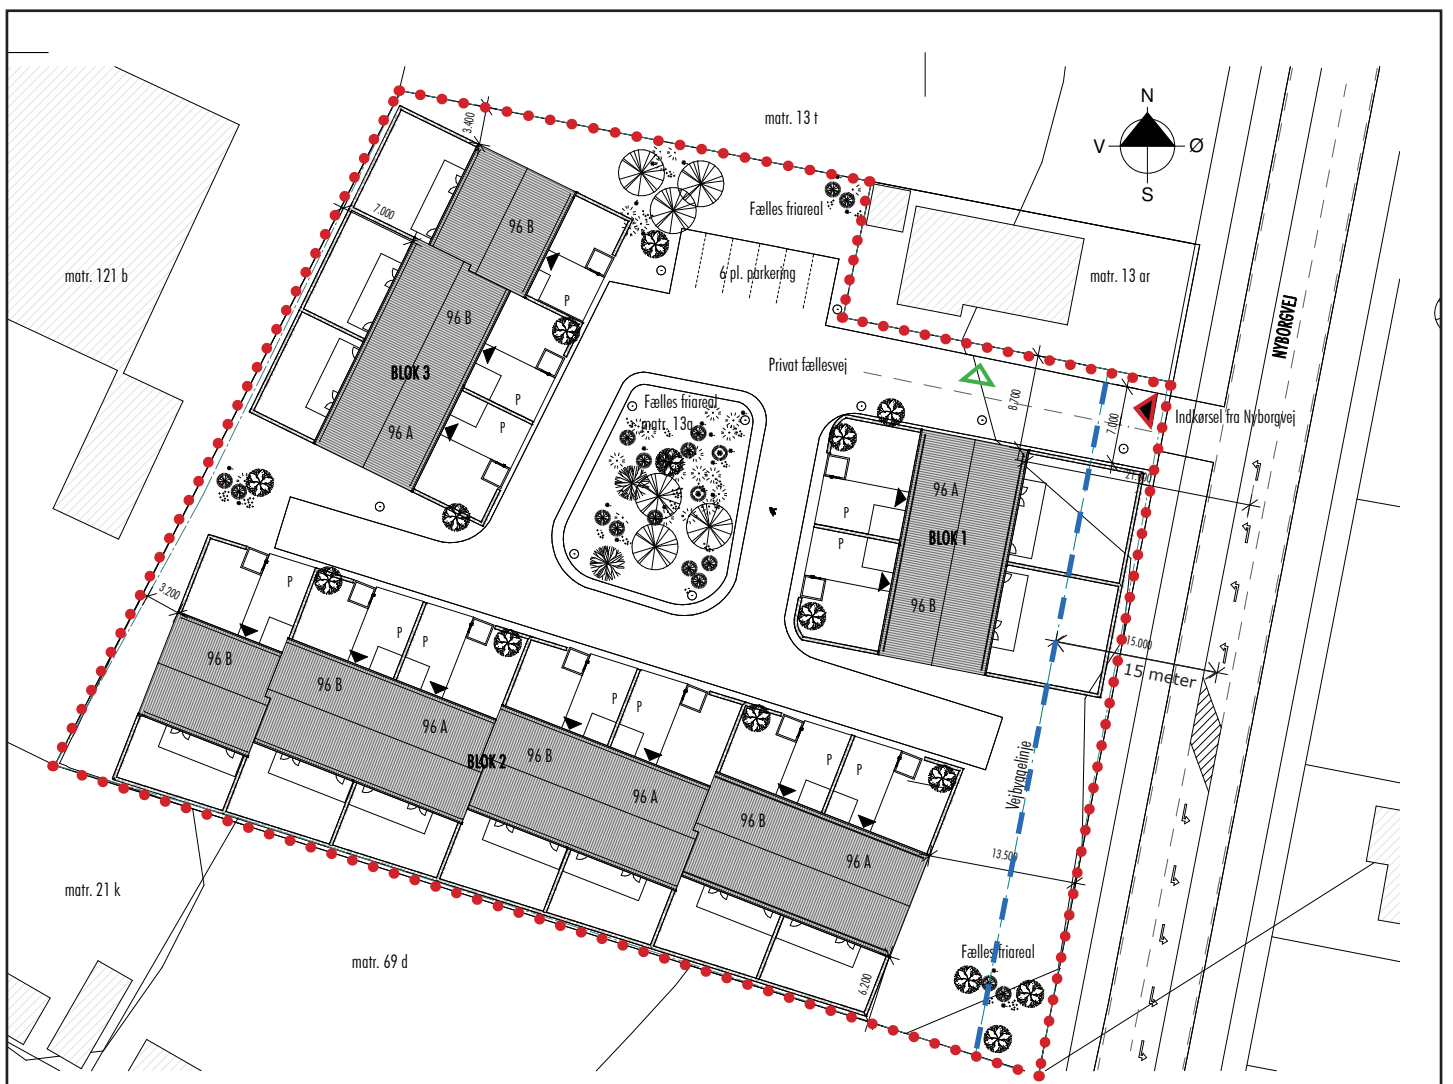 matr. 13 t
N
V
Ø
S
3.400
Fælles friareal
7.000
96 B
matr. 121 b
6 pl. parkering
matr. 13 ar
P
96 B
NYBORGVEJ
BLOK 3
Privat fællesvej
8.700
7.000
Indkørsel fra Nyborgvej
Fælles friareal
matr. 13a
P
96 A
P
96 A
P
BLOK 1
P
96 B
3.200
P
P
P
P
P
P
P
96 B
96 B
96 A
BLOK 2
96 B
96 A
96 B
96 A
15.000
15 meter
Vejbyggelinje
13.500
matr. 21 k
matr. 69 d
Fælles friareal
6.200